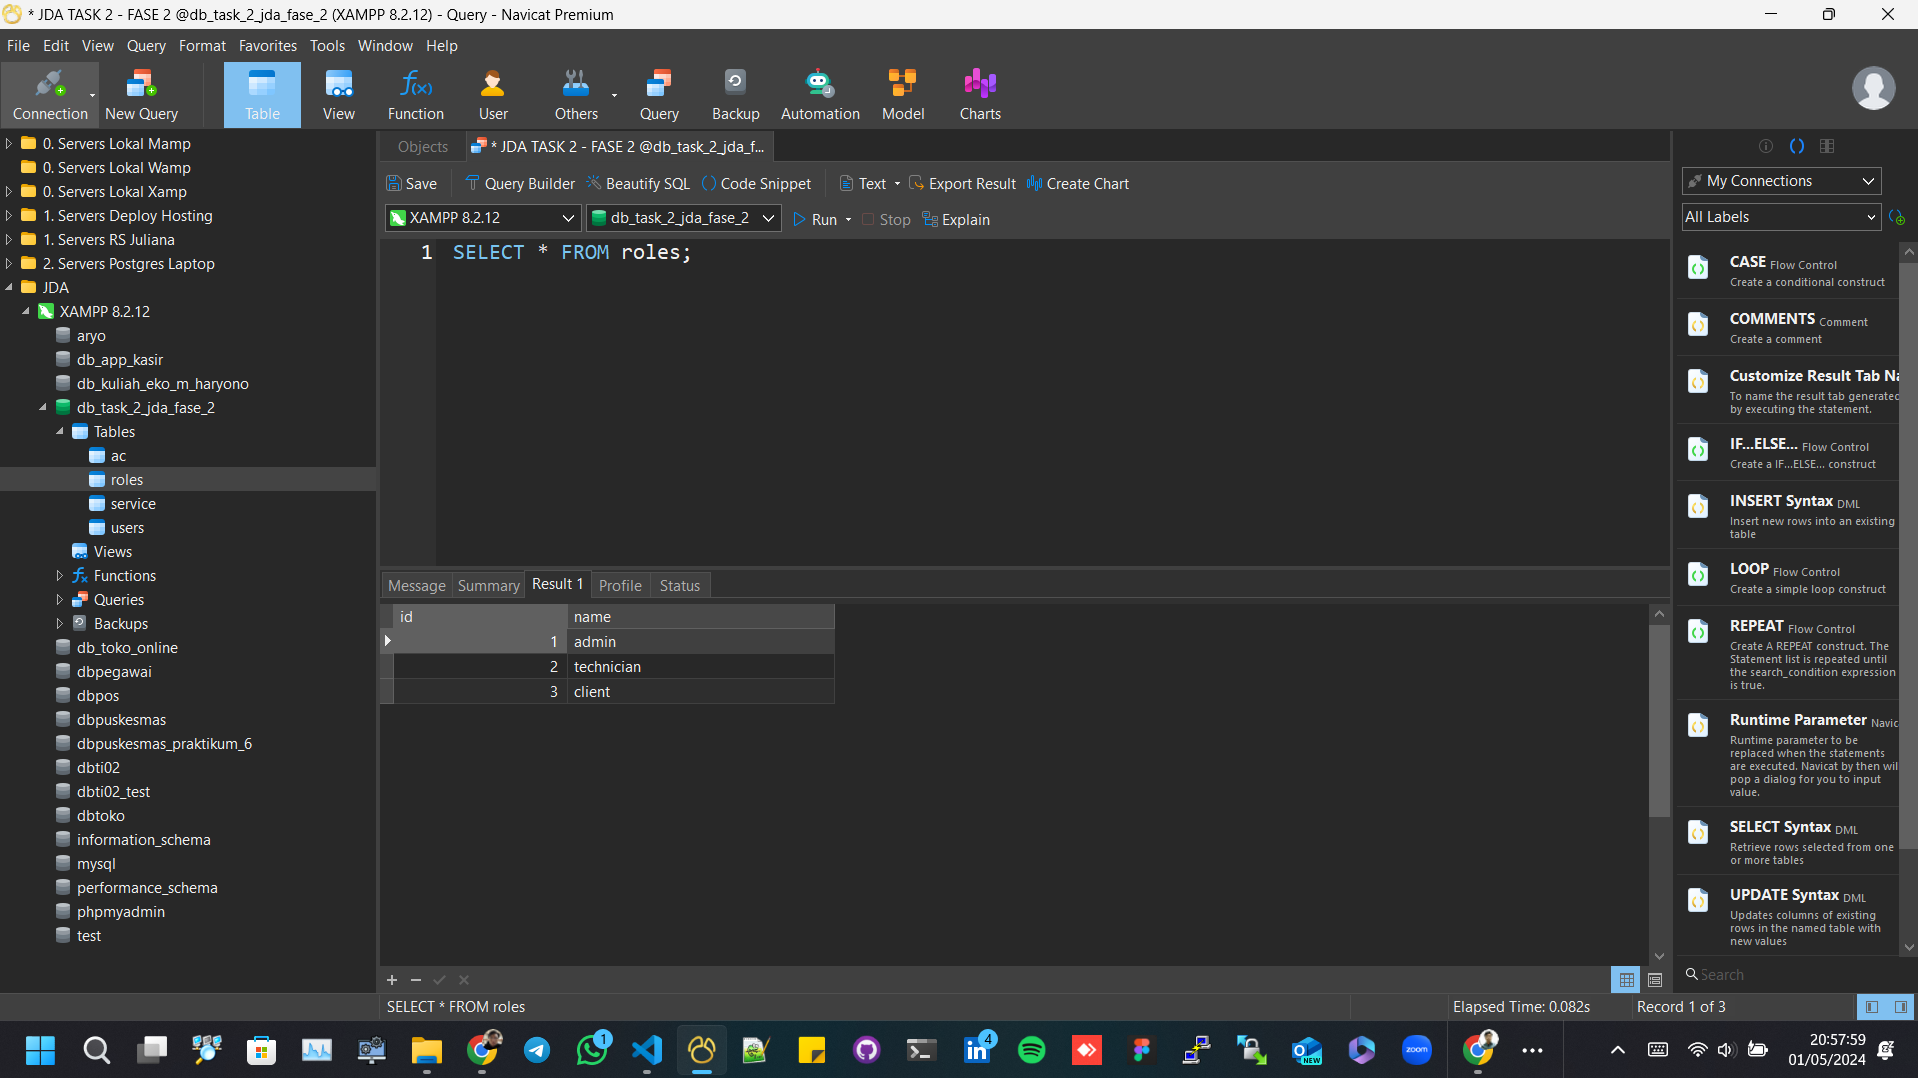 * JDA TASK 2 - FASE 2 @db_task_2_jda_fase_2 (XAMPP 8.2.12) - Query - Navicat Premium
File Edit View Query Format Favorites Tools Window Help
Connection New Query Table View Function User Others Query Backup Automation Model Charts
0. Servers Lokal Mamp
0. Servers Lokal Wamp
0. Servers Lokal Xamp
1. Servers Deploy Hosting
1. Servers RS Juliana
2. Servers Postgres Laptop
JDA
XAMPP 8.2.12
aryo
db_app_kasir
db_kuliah_eko_m_haryono
db_task_2_jda_fase_2
Tables
ac
roles
service
users
Views
Functions
Queries
Backups
db_toko_online
dbpegawai
dbpos
dbpuskesmas
dbpuskesmas_praktikum_6
dbti02
dbti02_test
dbtoko
information_schema
mysql
performance_schema
phpmyadmin
test
Objects * JDA TASK 2 - FASE 2 @db_task_2_jda_f...
Save Query Builder Beautify SQL () Code Snippet Text Export Result Create Chart
XAMPP 8.2.12 db_task_2_jda_fase_2 Run Stop Explain
1 SELECT * FROM roles;
Message Summary Result 1 Profile Status
id name
1 admin
2 technician
3 client
SELECT * FROM roles Elapsed Time: 0.082s Record 1 of 3
My Connections
All Labels
CASE Flow Control
Create a conditional construct
COMMENTS Comment
Create a comment
Customize Result Tab Na
To name the result tab generated
by executing the statement.
IF...ELSE... Flow Control
Create a IF...ELSE... construct
INSERT Syntax DML
Insert new rows into an existing
table
LOOP Flow Control
Create a simple loop construct
REPEAT Flow Control
Create A REPEAT construct. The
Statement list is repeated until
the search_condition expression
is true.
Runtime Parameter Navic
Runtime parameter to be
replaced when the statements
are executed. Navicat by then wil
pop a dialog for you to input
value.
SELECT Syntax DML
Retrieve rows selected from one
or more tables
UPDATE Syntax DML
Updates columns of existing
rows in the named table with
new values
Search
1
4
NEW
zoom
20:57:59
01/05/2024